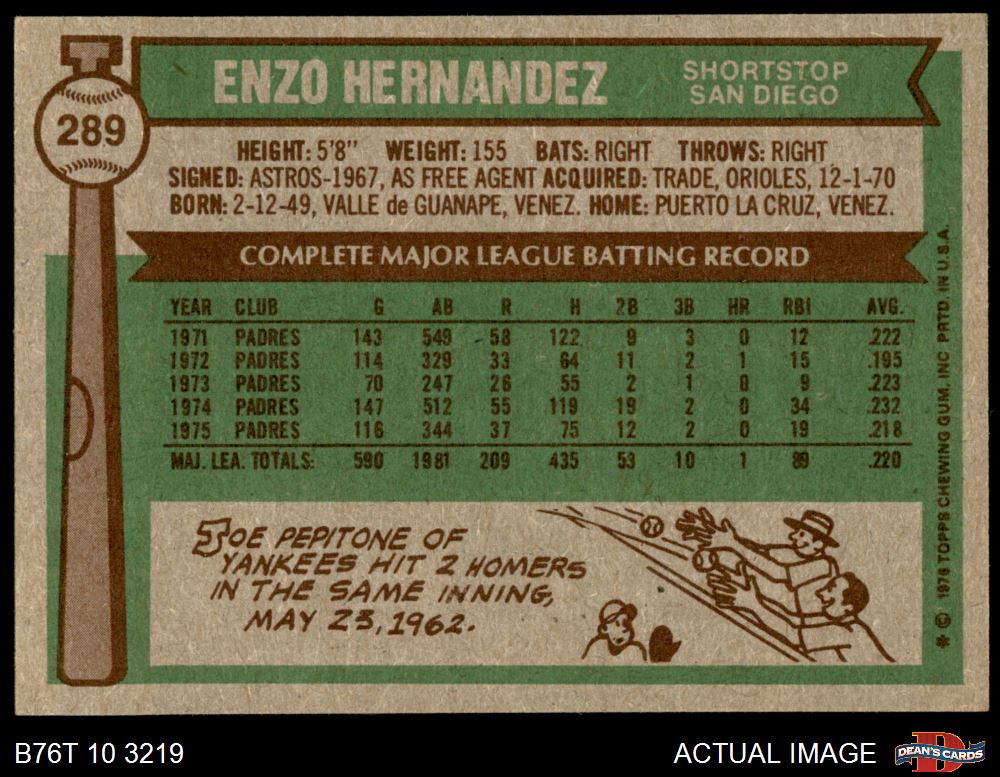 289
ENZO HERNANDEZ
SHORTSTOP
SAN DIEGO
HEIGHT: 5'8" WEIGHT: 155 BATS: RIGHT THROWS: RIGHT
SIGNED: ASTROS-1967, AS FREE AGENT ACQUIRED: TRADE, ORIOLES, 12-1-70
BORN: 2-12-49, VALLE de GUANAPE, VENEZ. HOME: PUERTO LA CRUZ, VENEZ.
COMPLETE MAJOR LEAGUE BATTING RECORD
YEAR CLUB G AB R H 2B 3B HR RBI AVG.
1971 PADRES 143 549 58 122 9 3 0 12 .222
1972 PADRES 114 329 33 64 11 2 1 15 .195
1973 PADRES 70 247 26 55 2 1 0 9 .223
1974 PADRES 147 512 55 119 19 2 0 34 .232
1975 PADRES 116 344 37 75 12 2 0 19 .218
MAJ. LEA. TOTALS: 590 1981 209 435 53 10 1 89 .220
JOE PEPITONE OF
YANKEES HIT 2 HOMERS
IN THE SAME INNING,
MAY 23, 1962.
* © 1976 TOPPS CHEWING GUM, INC PRTD. IN U.S.A.
B76T 10 3219
ACTUAL IMAGE
D
DEAN'S CARDS